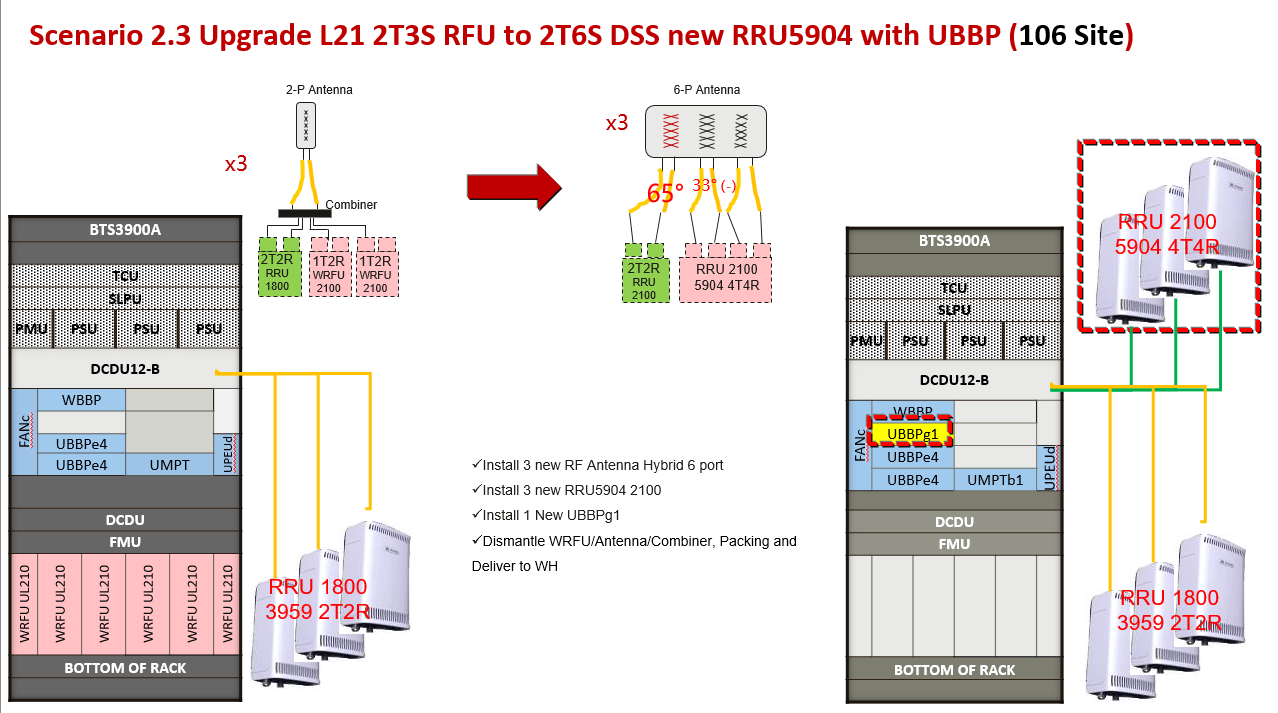 Scenario 2.3 Upgrade L21 2T3S RFU to 2T6S DSS new RRU5904 with UBBP (106 Site)
2-P Antenna
x3
Combiner
2T2R
RRU
1800
1T2R
WRFU
2100
1T2R
WRFU
2100
6-P Antenna
x3
65°
33° (-)
2T2R
RRU
2100
RRU 2100
5904 4T4R
BTS3900A
TCU
SLPU
PMU PSU PSU PSU
DCDU12-B
FANc
WBBP
UBBPe4
UBBPe4
UMPT
UPEUd
DCDU
FMU
WRFU UL210
WRFU UL210
WRFU UL210
WRFU UL210
WRFU UL210
WRFU UL210
BOTTOM OF RACK
RRU 1800
3959 2T2R
✓Install 3 new RF Antenna Hybrid 6 port
✓Install 3 new RRU5904 2100
✓Install 1 New UBBPg1
✓Dismantle WRFU/Antenna/Combiner, Packing and
Deliver to WH
BTS3900A
TCU
SLPU
PMU PSU PSU PSU
DCDU12-B
FANc
WBBP
UBBPg1
UBBPe4
UBBPe4
UMPTb1
UPEUd
DCDU
FMU
BOTTOM OF RACK
RRU 2100
5904 4T4R
RRU 1800
3959 2T2R